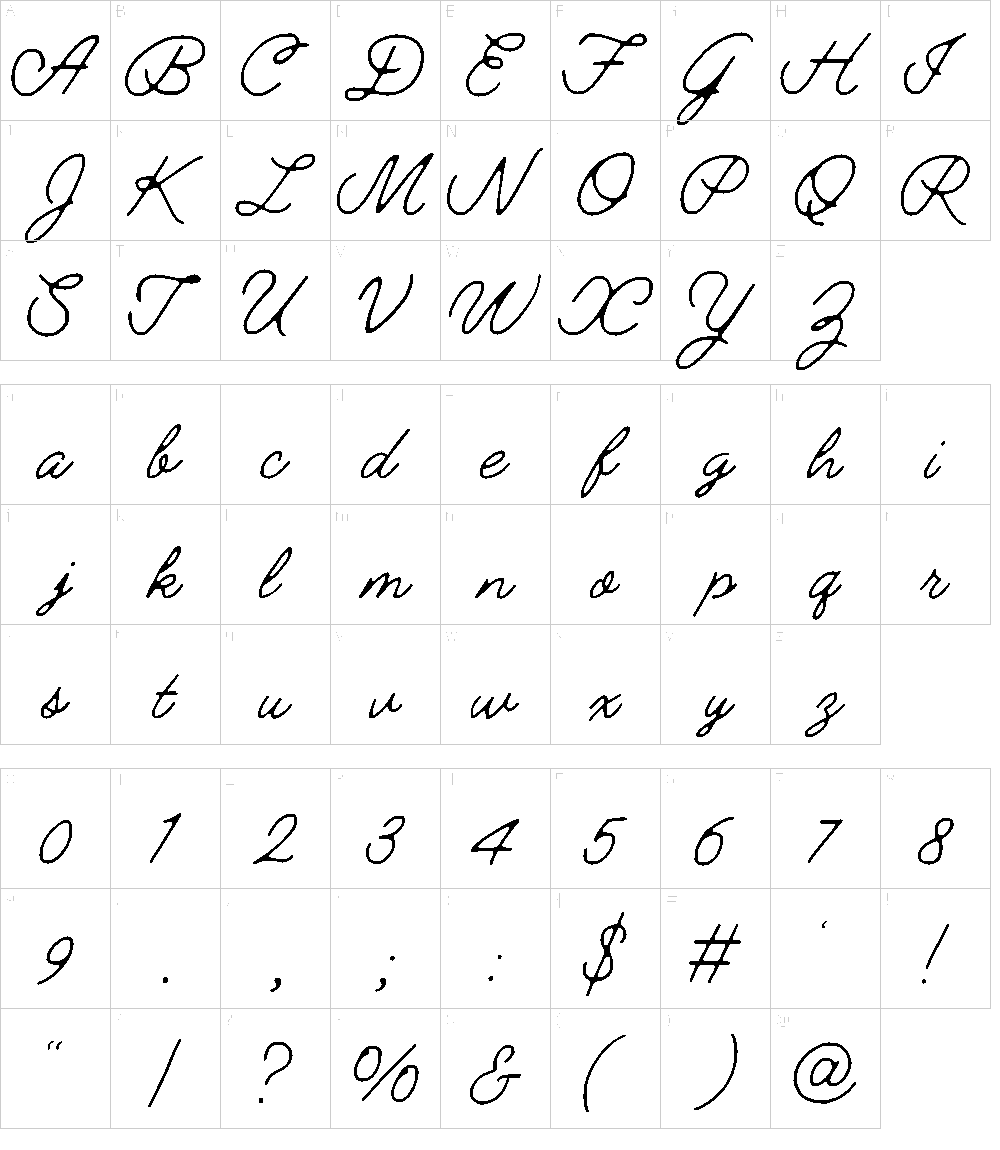 A B C D E F G H I
J K L M N O P Q R
S T U V W X Y Z
a b c d e f g h i
j k l m n o p q r
s t u v w x y z
0 1 2 3 4 5 6 7 8
9 . , ; : $ # ‘ !
“ / ? % & ( ) @